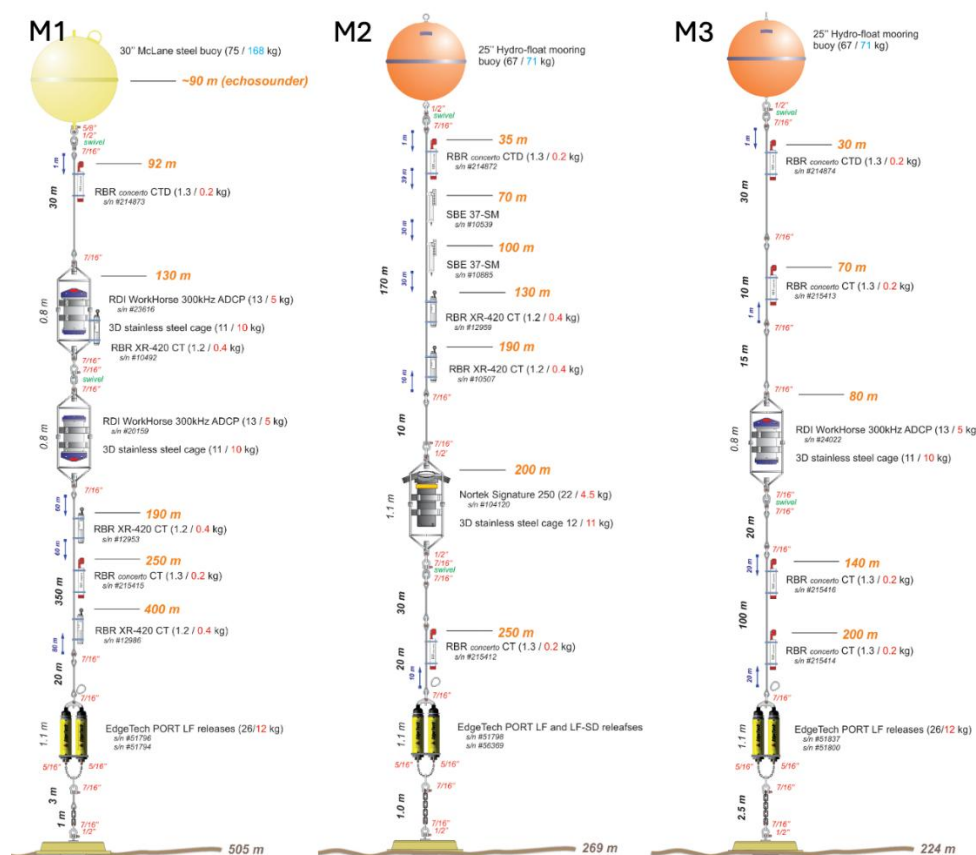 M1
30" McLane steel buoy (75 / 168 kg)
~90 m (echosounder)
5/8"
1/2"
swivel
7/16"
1 m
92 m
RBR concerto CTD (1.3 / 0.2 kg)
s/n #214873
30 m
7/16"
130 m
RDI WorkHorse 300kHz ADCP (13 / 5 kg)
s/n #23616
0.8 m
3D stainless steel cage (11 / 10 kg)
RBR XR-420 CT (1.2 / 0.4 kg)
s/n #10492
7/16"
7/16"
swivel
7/16"
RDI WorkHorse 300kHz ADCP (13 / 5 kg)
s/n #20159
0.8 m
3D stainless steel cage (11 / 10 kg)
7/16"
60 m
190 m
RBR XR-420 CT (1.2 / 0.4 kg)
s/n #12953
60 m
250 m
RBR concerto CT (1.3 / 0.2 kg)
s/n #215415
350 m
400 m
RBR XR-420 CT (1.2 / 0.4 kg)
s/n #12986
80 m
7/16"
20 m
7/16"
1.1 m
EdgeTech PORT LF releases (26/12 kg)
s/n #51796
s/n #51794
5/16"
5/16"
7/16"
3 m
1 m
7/16"
1/2"
505 m
M2
25" Hydro-float mooring
buoy (67 / 71 kg)
1/2"
swivel
7/16"
1 m
35 m
RBR concerto CTD (1.3 / 0.2 kg)
s/n #214872
39 m
70 m
SBE 37-SM
s/n #10539
30 m
100 m
SBE 37-SM
s/n #10885
30 m
170 m
130 m
RBR XR-420 CT (1.2 / 0.4 kg)
s/n #12959
190 m
RBR XR-420 CT (1.2 / 0.4 kg)
s/n #10507
10 m
7/16"
10 m
7/16"
1/2'
200 m
Nortek Signature 250 (22 / 4.5 kg)
s/n #104120
1.1 m
3D stainless steel cage 12 / 11 kg)
1/2"
7/16"
swivel
7/16"
30 m
250 m
RBR concerto CT (1.3 / 0.2 kg)
s/n #215412
20 m
10 m
7/16"
1.1 m
EdgeTech PORT LF and LF-SD releafses
s/n #51798
s/n #56369
5/16"
5/16"
7/16"
1.0 m
7/16"
1/2"
269 m
M3
25" Hydro-float mooring
buoy (67 / 71 kg)
1/2"
swivel
7/16"
1 m
30 m
RBR concerto CTD (1.3 / 0.2 kg)
s/n #214874
30 m
7/16"
70 m
RBR concerto CT (1.3 / 0.2 kg)
s/n #215413
10 m
1 m
7/16"
15 m
7/16"
80 m
RDI WorkHorse 300kHz ADCP (13 / 5 kg
s/n #24022
0.8 m
3D stainless steel cage (11 / 10 kg)
7/16"
swivel
7/16"
20 m
7/16"
20 m
140 m
RBR concerto CT (1.3 / 0.2 kg)
s/n #215416
100 m
200 m
RBR concerto CT (1.3 / 0.2 kg)
s/n #215414
20 m
7/16"
1.1 m
EdgeTech PORT LF releases (26/12 kg)
s/n #51837
s/n #51800
5/16"
5/16"
7/16"
2.5 m
7/16"
1/2"
224 m